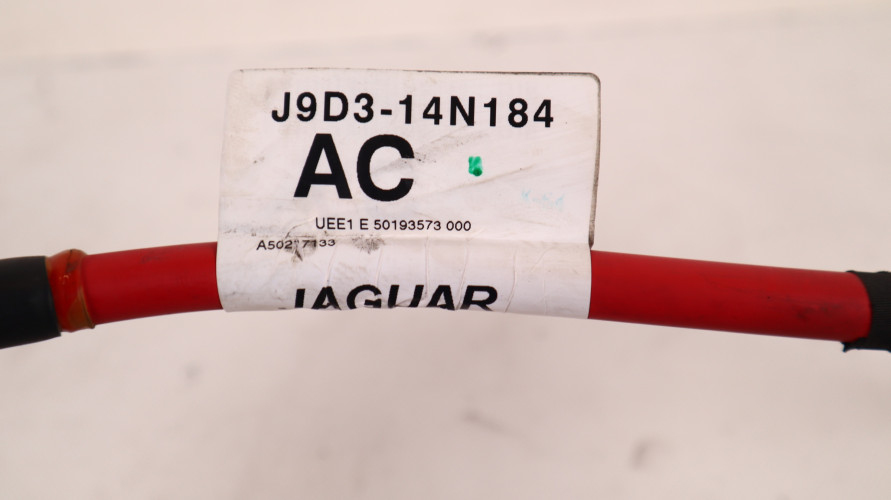 J9D3-14N184
AC
UEE1 E 50193573 000
JAGUAR